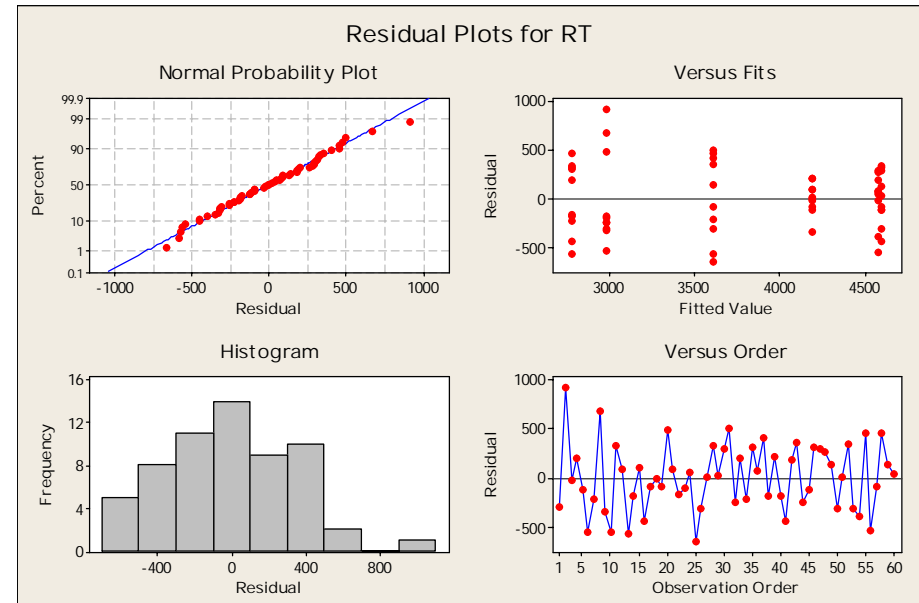 Residual Plots for RT
Normal Probability Plot
99.9
99
90
50
10
1
0.1
Percent
-1000 -500 0 500 1000
Residual
Versus Fits
1000
500
0
-500
Residual
3000 3500 4000 4500
Fitted Value
Histogram
16
12
8
4
0
Frequency
-400 0 400 800
Residual
Versus Order
1000
500
0
-500
Residual
1 5 10 15 20 25 30 35 40 45 50 55 60
Observation Order